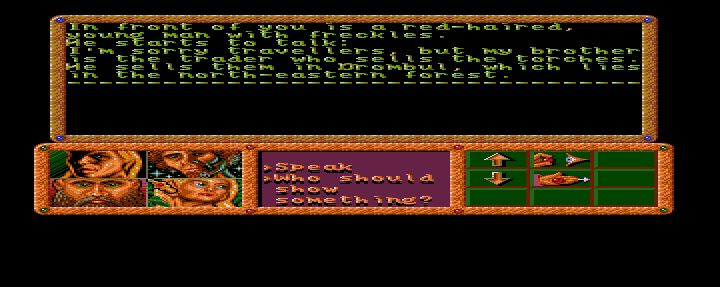 In front of you is a red-haired,
young man with freckles.
He starts to talk:
I'm sorry travellers, but my brother
is the trader who sells the torches.
He sells them in Drombul, which lies
in the north-eastern forest.
>Speak
>Who should
show
something?